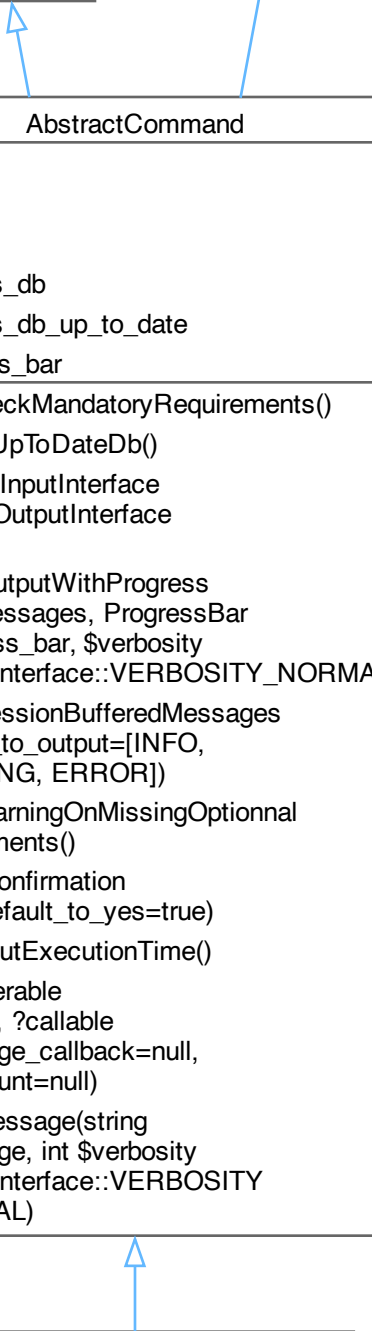 AbstractCommand
s_db
s_db_up_to_date
s_bar
eckMandatoryRequirements()
UpToDateDb()
InputInterface
OutputInterface
utputWithProgress
essages, ProgressBar
ss_bar, $verbosity
nterface::VERBOSITY_NORMA
essionBufferedMessages
_to_output=[INFO,
NG, ERROR])
arningOnMissingOptionnal
ments()
onfirmation
efault_to_yes=true)
utExecutionTime()
erable
, ?callable
ge_callback=null,
unt=null)
essage(string
ge, int $verbosity
nterface::VERBOSITY
AL)